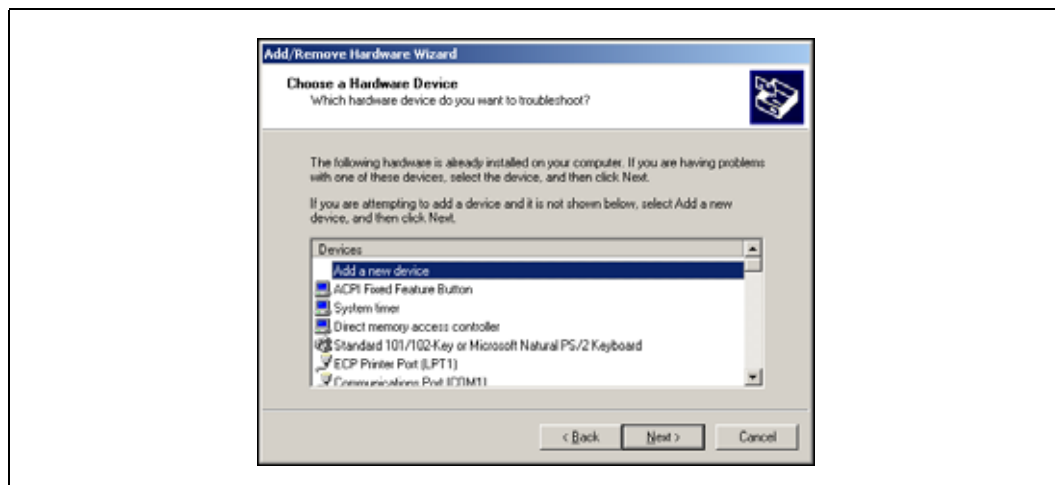 Add/Remove Hardware Wizard
Choose a Hardware Device
Which hardware device do you want to troubleshoot?
The following hardware is already installed on your computer. If you are having problems
with one of these devices, select the device, and then click Next.
If you are attempting to add a device and it is not shown below, select Add a new
device, and then click Next.
Devices
Add a new device
ACPI Fixed Feature Button
System timer
Direct memory access controller
Standard 101/102-Key or Microsoft Natural PS/2 Keyboard
ECP Printer Port (LPT1)
Communications Port (COM1)
< Back Next > Cancel